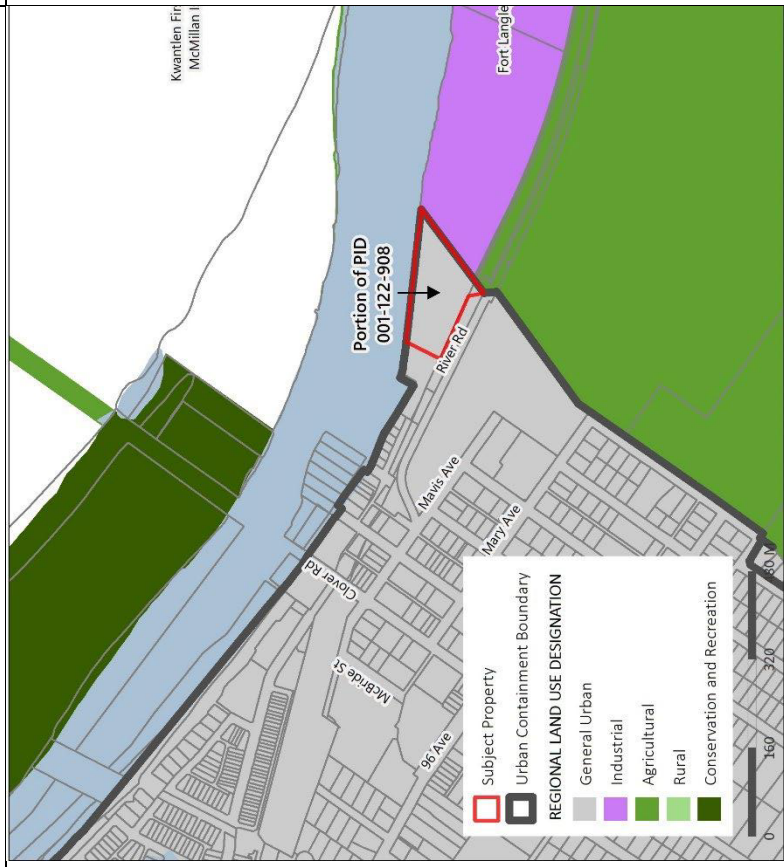 Kwantlen Fir
McMillan I
Fort Langle
Portion of PID
001-122-908
River Rd
Mavis Ave
Mary Ave
Clover Rd
McBride St
96 Ave
Subject Property
Urban Containment Boundary
REGIONAL LAND USE DESIGNATION
General Urban
Industrial
Agricultural
Rural
Conservation and Recreation
0
160
320